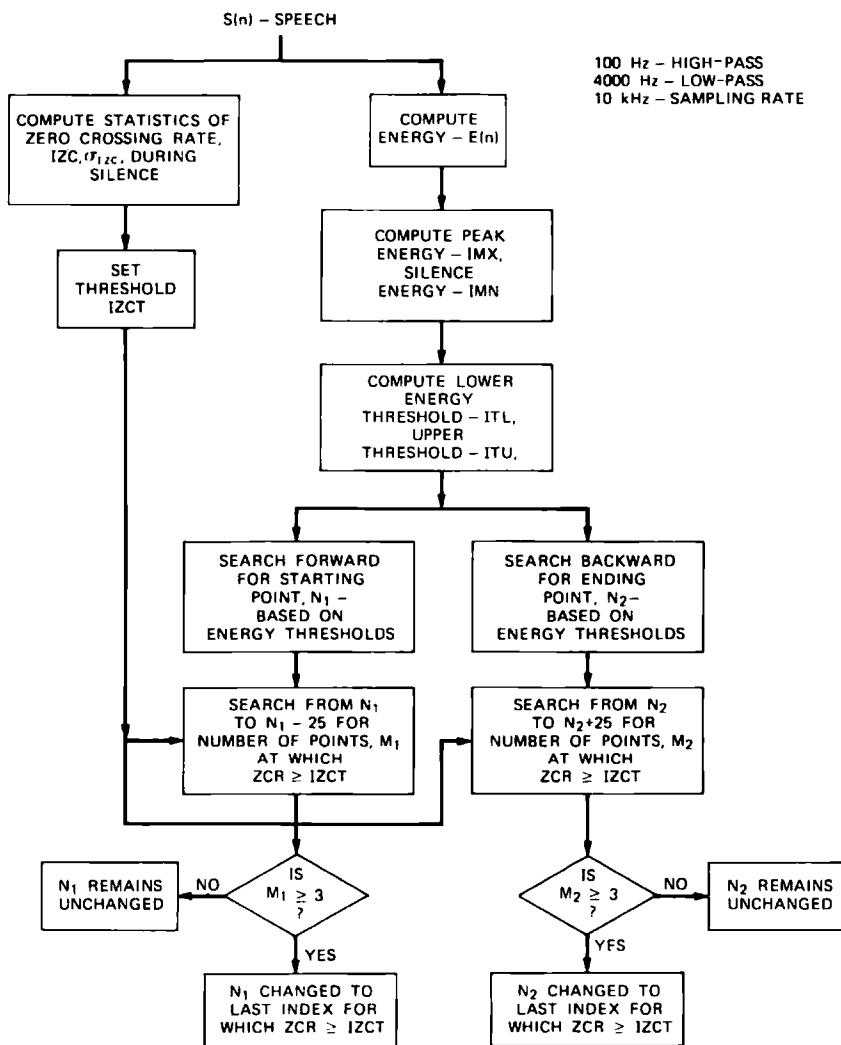 S(n) – SPEECH
100 Hz – HIGH-PASS
4000 Hz – LOW-PASS
10 kHz – SAMPLING RATE
COMPUTE STATISTICS OF
ZERO CROSSING RATE,
IZC, σIZC, DURING
SILENCE
COMPUTE
ENERGY – E(n)
SET
THRESHOLD
IZCT
COMPUTE PEAK
ENERGY – IMX,
SILENCE
ENERGY – IMN
COMPUTE LOWER
ENERGY
THRESHOLD – ITL,
UPPER
THRESHOLD – ITU,
SEARCH FORWARD
FOR STARTING
POINT, N₁ –
BASED ON
ENERGY THRESHOLDS
SEARCH BACKWARD
FOR ENDING
POINT, N₂ –
BASED ON
ENERGY THRESHOLDS
SEARCH FROM N₁
TO N₁ – 25 FOR
NUMBER OF POINTS, M₁
AT WHICH
ZCR ≥ IZCT
SEARCH FROM N₂
TO N₂+25 FOR
NUMBER OF POINTS, M₂
AT WHICH
ZCR ≥ IZCT
N₁ REMAINS
UNCHANGED
NO
IS
M₁ ≥ 3
?
YES
IS
M₂ ≥ 3
?
NO
YES
N₂ REMAINS
UNCHANGED
N₁ CHANGED TO
LAST INDEX FOR
WHICH ZCR ≥ IZCT
N₂ CHANGED TO
LAST INDEX FOR
WHICH ZCR ≥ IZCT